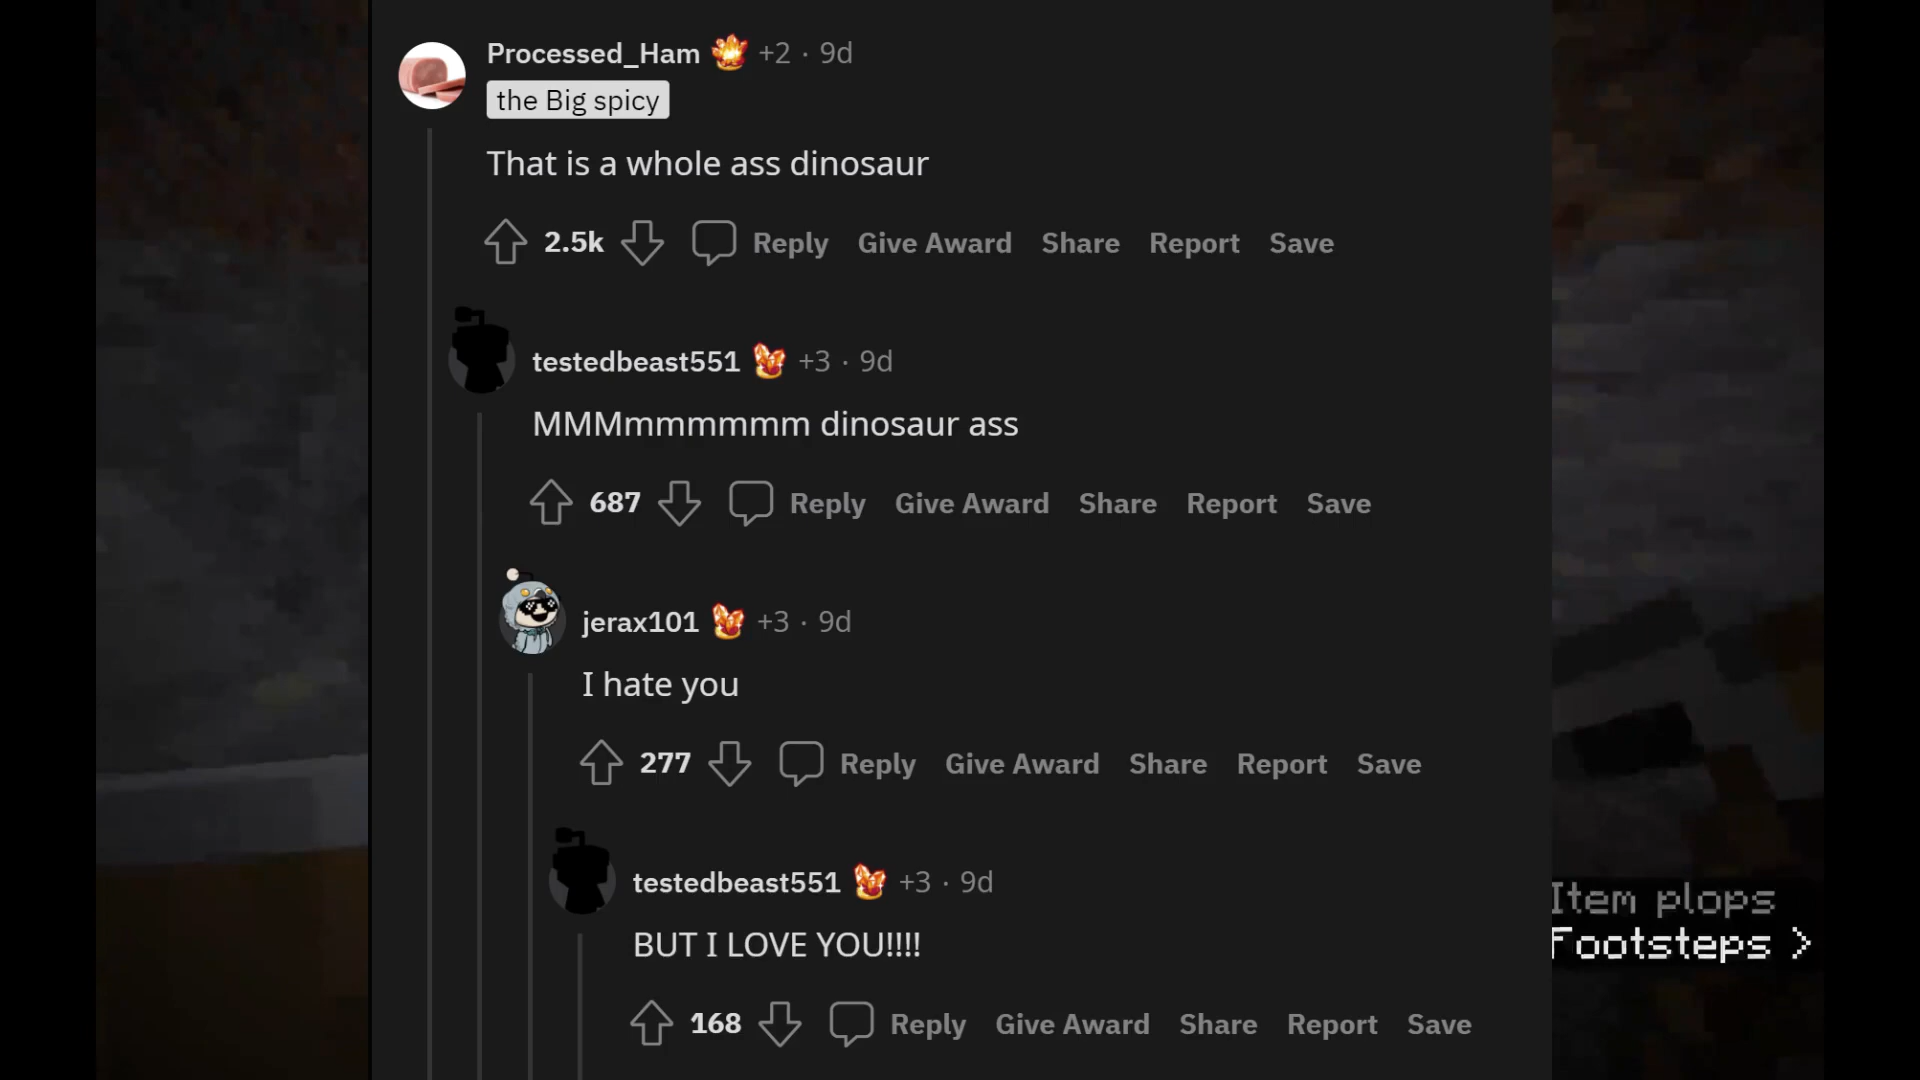 Processed_Ham +2 · 9d
the Big spicy
That is a whole ass dinosaur
2.5k Reply Give Award Share Report Save
testedbeast551 +3 · 9d
MMMmmmmmm dinosaur ass
687 Reply Give Award Share Report Save
jerax101 +3 · 9d
I hate you
277 Reply Give Award Share Report Save
testedbeast551 +3 · 9d
BUT I LOVE YOU!!!!
168 Reply Give Award Share Report Save
Item plops
Footsteps >